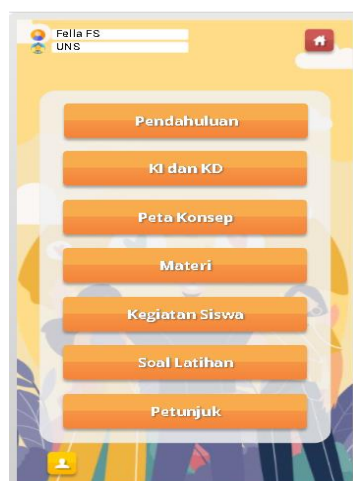 Fella FS
UNS
Pendahuluan
KI dan KD
Peta Konsep
Materi
Kegiatan Siswa
Soal Latihan
Petunjuk